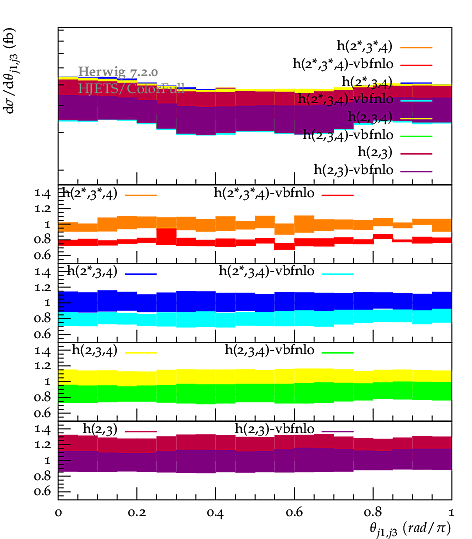 dσ/dθj1,j3 (fb)
h(2*,3*,4)
h(2*,3*,4)-vbfnlo
Herwig 7.2.0
h(2*,3,4)
HJETS/ColorFull
h(2*,3,4)-vbfnlo
h(2,3,4)
h(2,3,4)-vbfnlo
h(2,3)
h(2,3)-vbfnlo
1.4 h(2*,3*,4) h(2*,3*,4)-vbfnlo
1.2
1
0.8
0.6
1.4 h(2*,3,4) h(2*,3,4)-vbfnlo
1.2
1
0.8
0.6
1.4 h(2,3,4) h(2,3,4)-vbfnlo
1.2
1
0.8
0.6
1.4 h(2,3) h(2,3)-vbfnlo
1.2
1
0.8
0.6
0 0.2 0.4 0.6 0.8 1
θj1,j3 (rad/π)